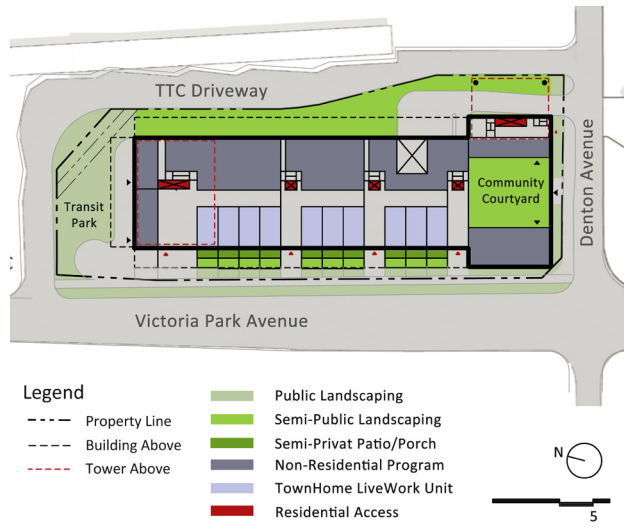 TTC Driveway
Denton Avenue
Community
Courtyard
Transit
Park
Victoria Park Avenue
Legend
Property Line
Building Above
Tower Above
Public Landscaping
Semi-Public Landscaping
Semi-Privat Patio/Porch
Non-Residential Program
TownHome LiveWork Unit
Residential Access
N
5